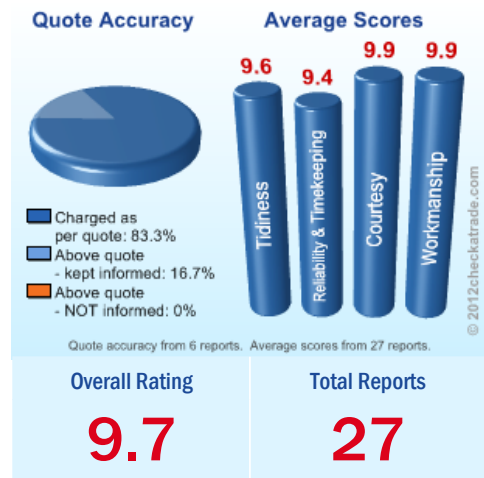 Quote Accuracy
Charged as
per quote: 83.3%
Above quote
- kept informed: 16.7%
Above quote
- NOT informed: 0%
Average Scores
9.6
9.4
9.9
9.9
Tidiness
Reliability & Timekeeping
Courtesy
Workmanship
© 2012checkatrade.com
Quote accuracy from 6 reports. Average scores from 27 reports.
Overall Rating
9.7
Total Reports
27